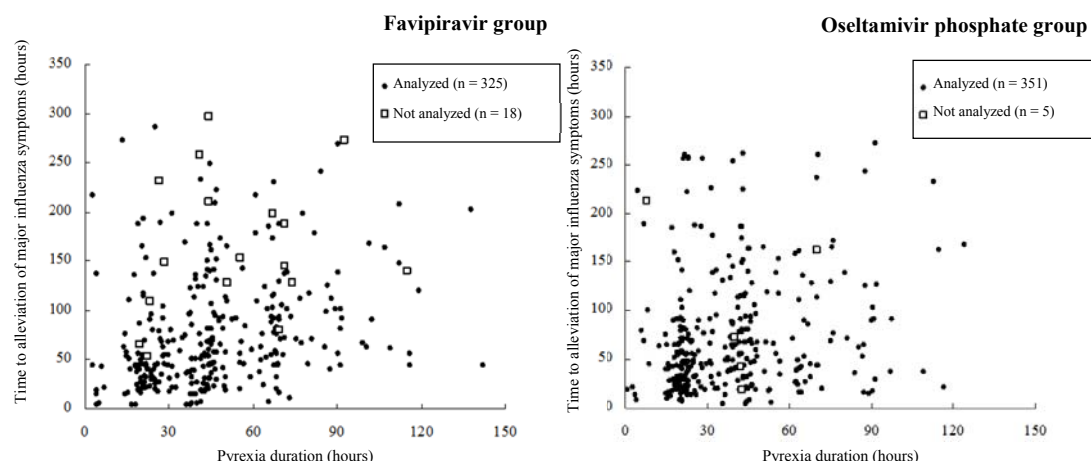 Favipiravir group
Time to alleviation of major influenza symptoms (hours)
350
300
250
200
150
100
50
0
0 30 60 90 120 150
Pyrexia duration (hours)
Analyzed (n = 325)
Not analyzed (n = 18)
Oseltamivir phosphate group
Time to alleviation of major influenza symptoms (hours)
350
300
250
200
150
100
50
0
0 30 60 90 120 150
Pyrexia duration (hours)
Analyzed (n = 351)
Not analyzed (n = 5)